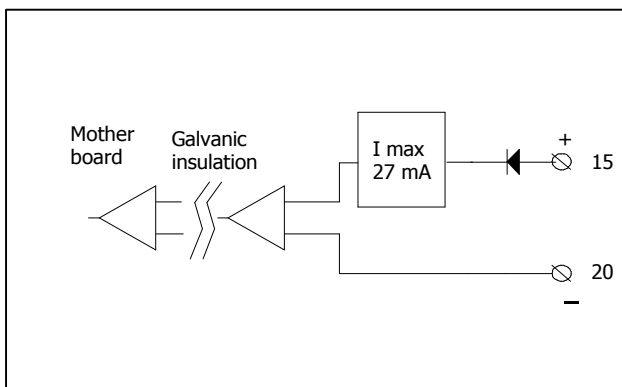 Mother
board
Galvanic
insulation
I max
27 mA
+
15
20
–